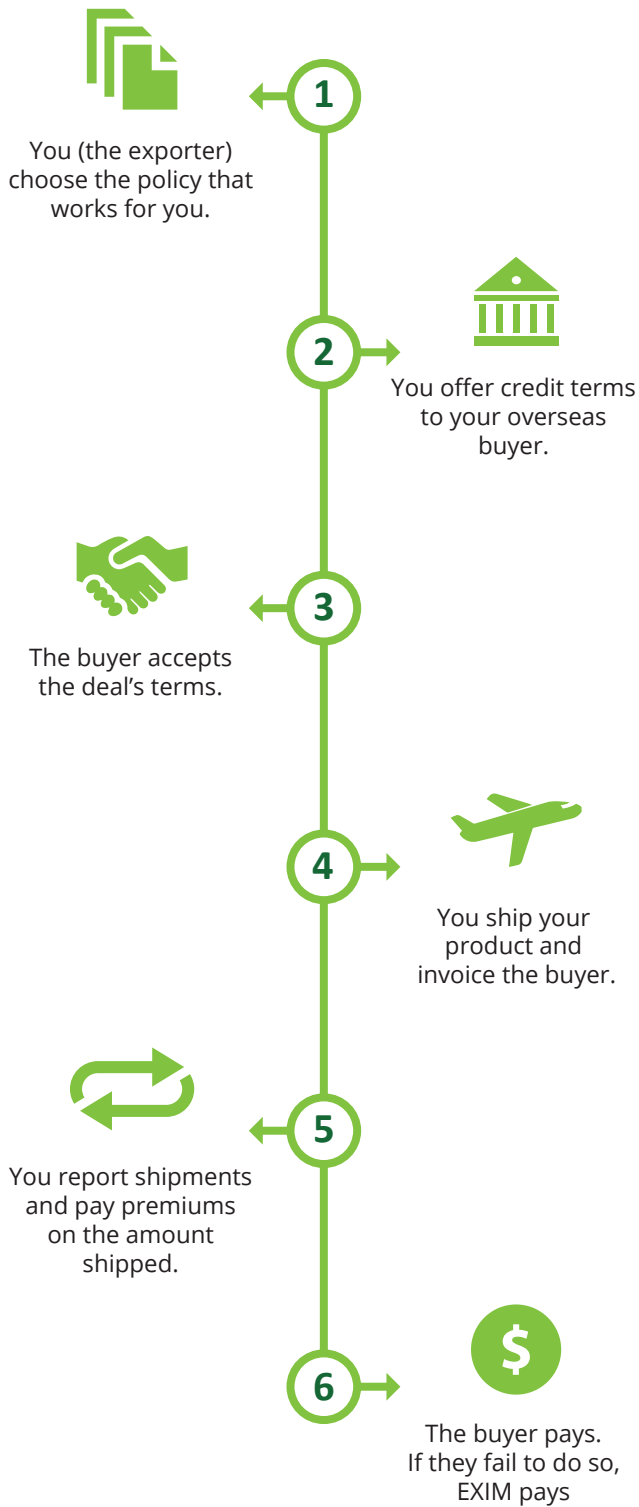 1
You (the exporter)
choose the policy that
works for you.
2
You offer credit terms
to your overseas
buyer.
3
The buyer accepts
the deal’s terms.
4
You ship your
product and
invoice the buyer.
5
You report shipments
and pay premiums
on the amount
shipped.
$
6
The buyer pays.
If they fail to do so,
EXIM pays